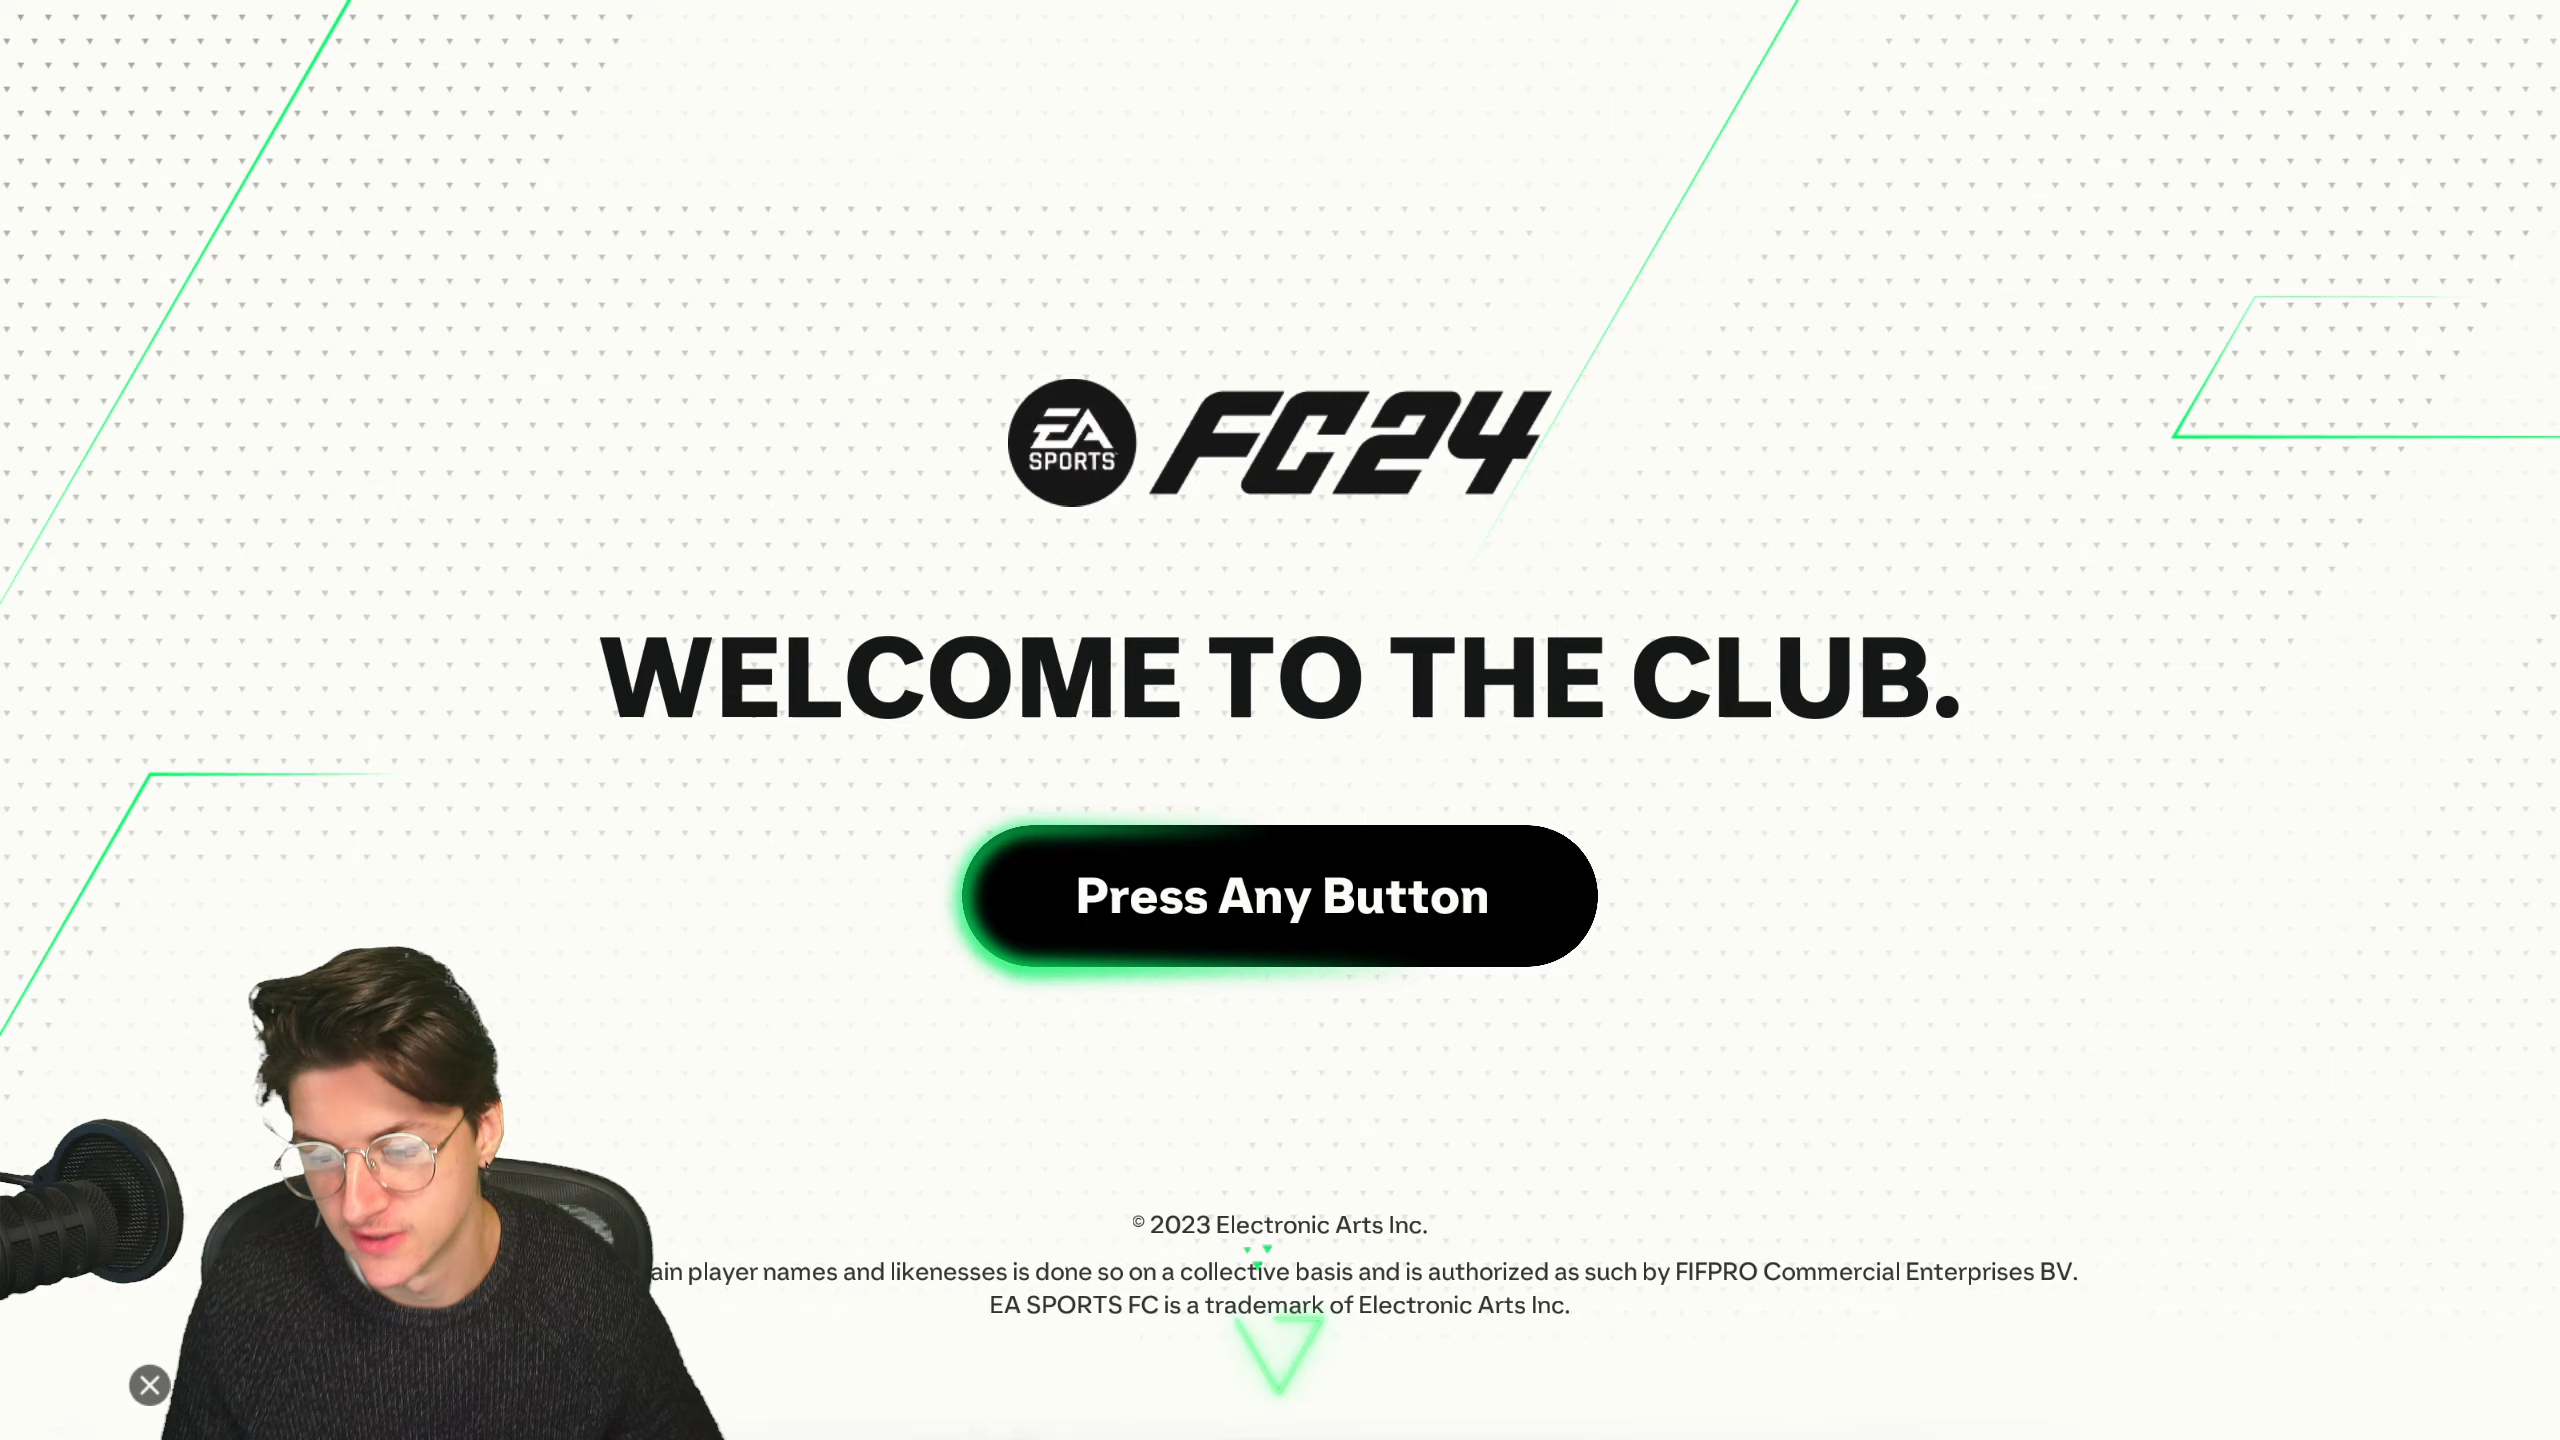 EA
SPORTS
FC24
WELCOME TO THE CLUB.
Press Any Button
© 2023 Electronic Arts Inc.
player names and likenesses is done so on a collective basis and is authorized as such by FIFPRO Commercial Enterprises BV.
EA SPORTS FC is a trademark of Electronic Arts Inc.